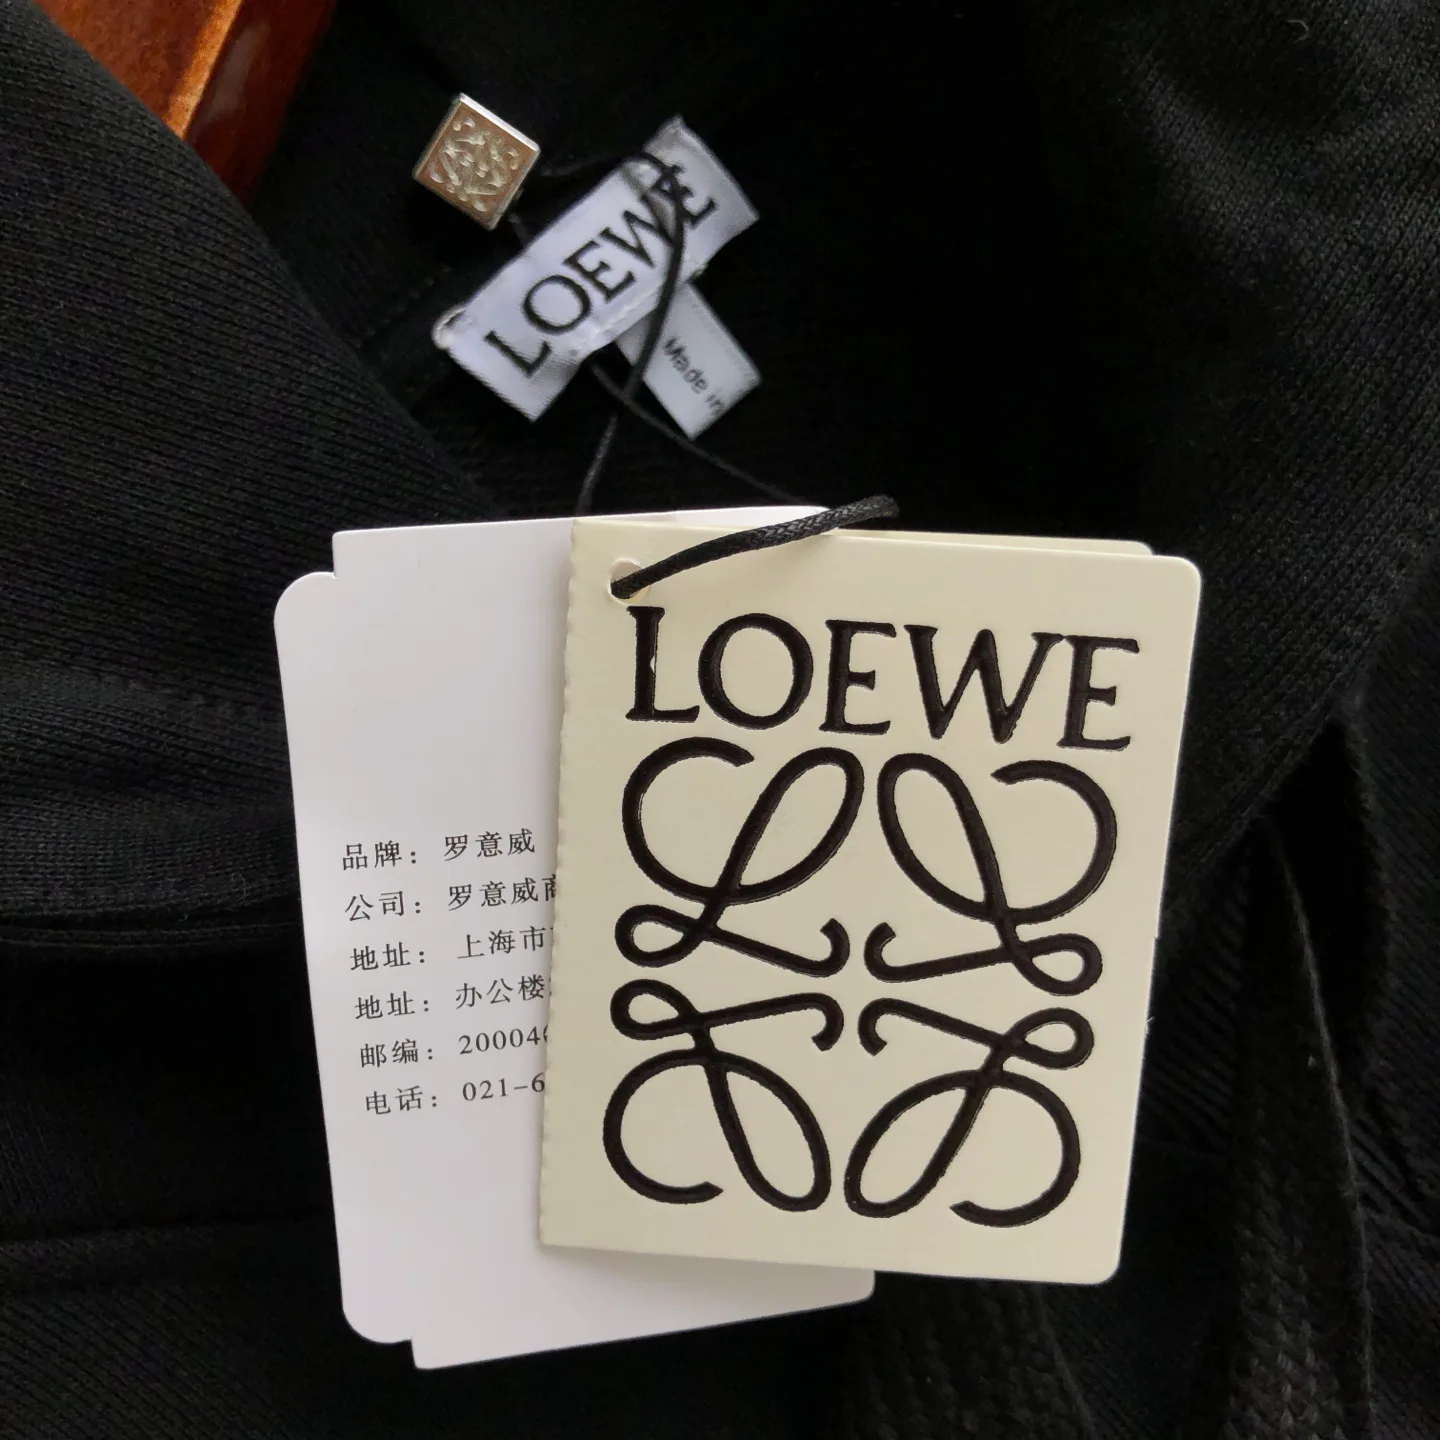 LOEWE
Made in
LOEWE
品牌： 罗意威
公司： 罗意威商
地址： 上海市
地址： 办公楼
邮编： 20004
电话： 021-6